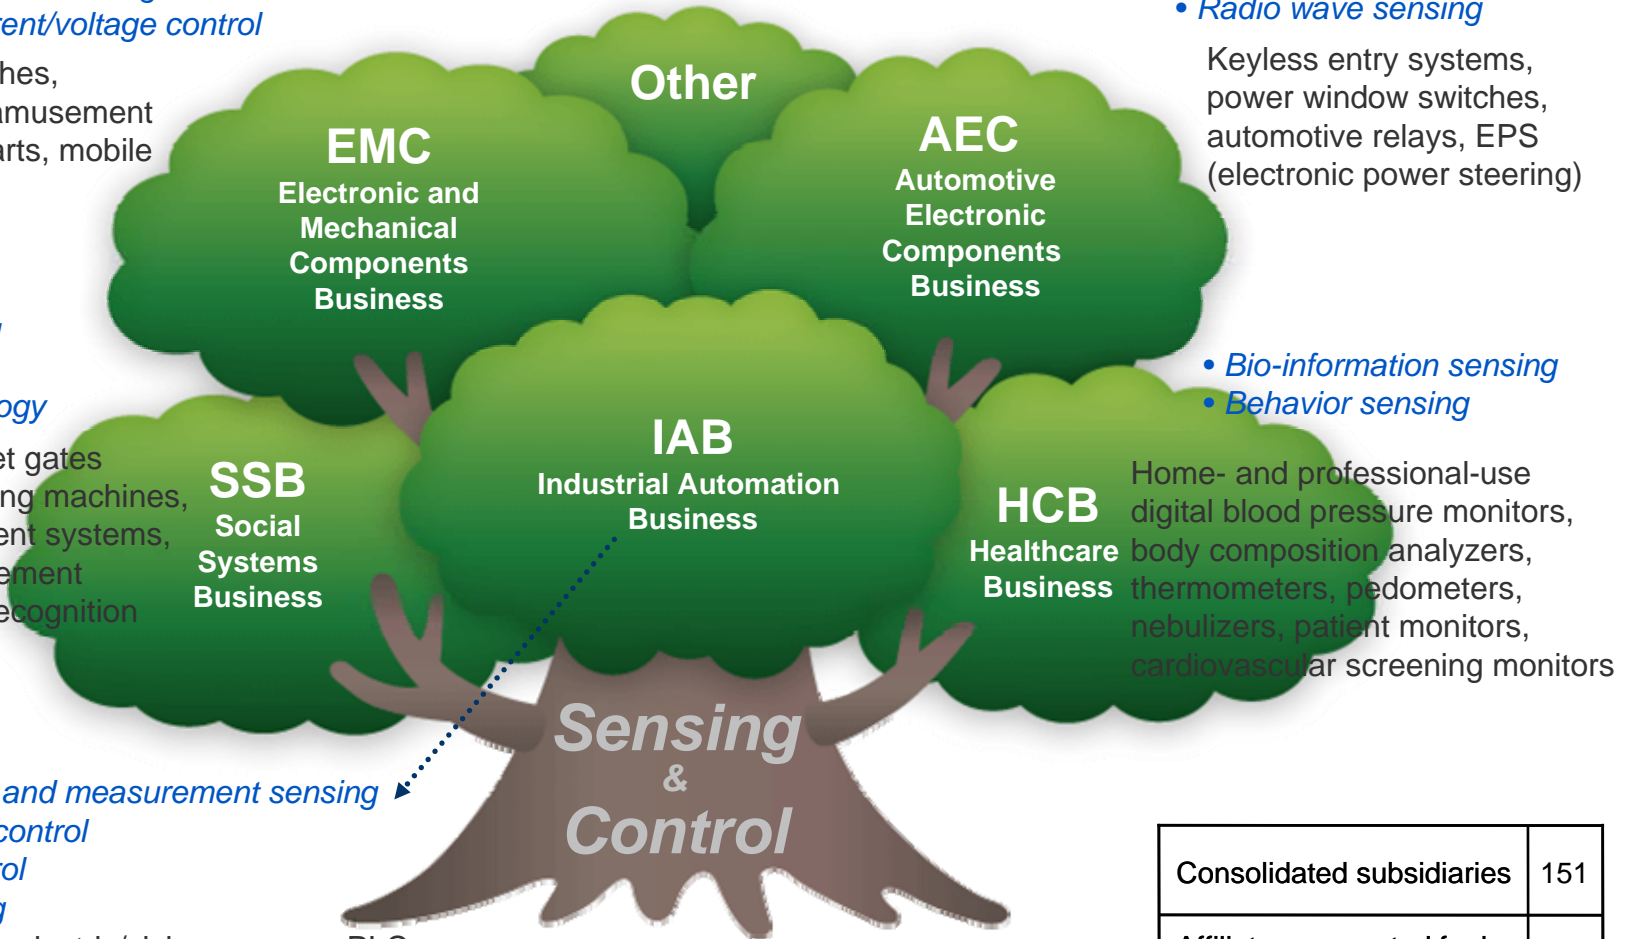 ent/voltage control
hes,
amusement
arts, mobile
Other
EMC
Electronic and
Mechanical
Components
Business
AEC
Automotive
Electronic
Components
Business
• Radio wave sensing
Keyless entry systems,
power window switches,
automotive relays, EPS
(electronic power steering)
ogy
et gates
ng machines,
ent systems,
ement
ecognition
SSB
Social
Systems
Business
IAB
Industrial Automation
Business
HCB
Healthcare
Business
• Bio-information sensing
• Behavior sensing
Home- and professional-use
digital blood pressure monitors,
body composition analyzers,
thermometers, pedometers,
nebulizers, patient monitors,
cardiovascular screening monitors
Sensing
&
Control
and measurement sensing
control
rol
g
Consolidated subsidiaries 151